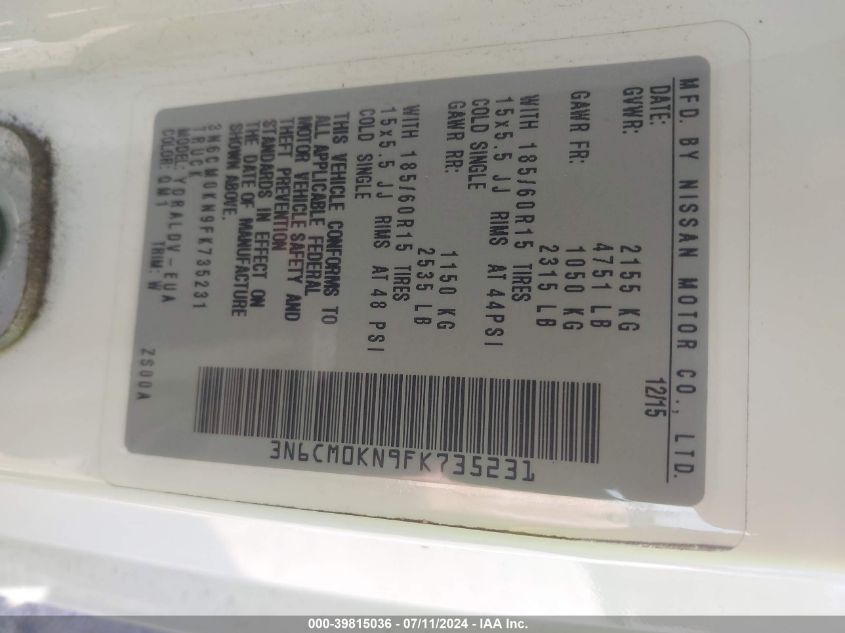 MFD. BY NISSAN MOTOR CO., LTD.
DATE: 12/15
GVWR: 2155 KG
4751 LB
GAWR FR: 1050 KG
2315 LB
WITH 185/60R15 TIRES
15x5.5 JJ RIMS AT 44PSI
COLD SINGLE
GAWR RR: 1150 KG
2535 LB
WITH 185/60R15 TIRES
15x5.5 JJ RIMS AT 48 PSI
COLD SINGLE
THIS VEHICLE CONFORMS TO
ALL APPLICABLE FEDERAL
MOTOR VEHICLE SAFETY AND
THEFT PREVENTION
STANDARDS IN EFFECT ON
THE DATE OF MANUFACTURE
SHOWN ABOVE.
3N6CM0KN9FK735231
TRUCK
MODEL: YDRALDV-EUA
COLOR: QM1 TRIM: W
ZS00A
3N6CM0KN9FK735231
000-39815036 - 07/11/2024 - IAA Inc.